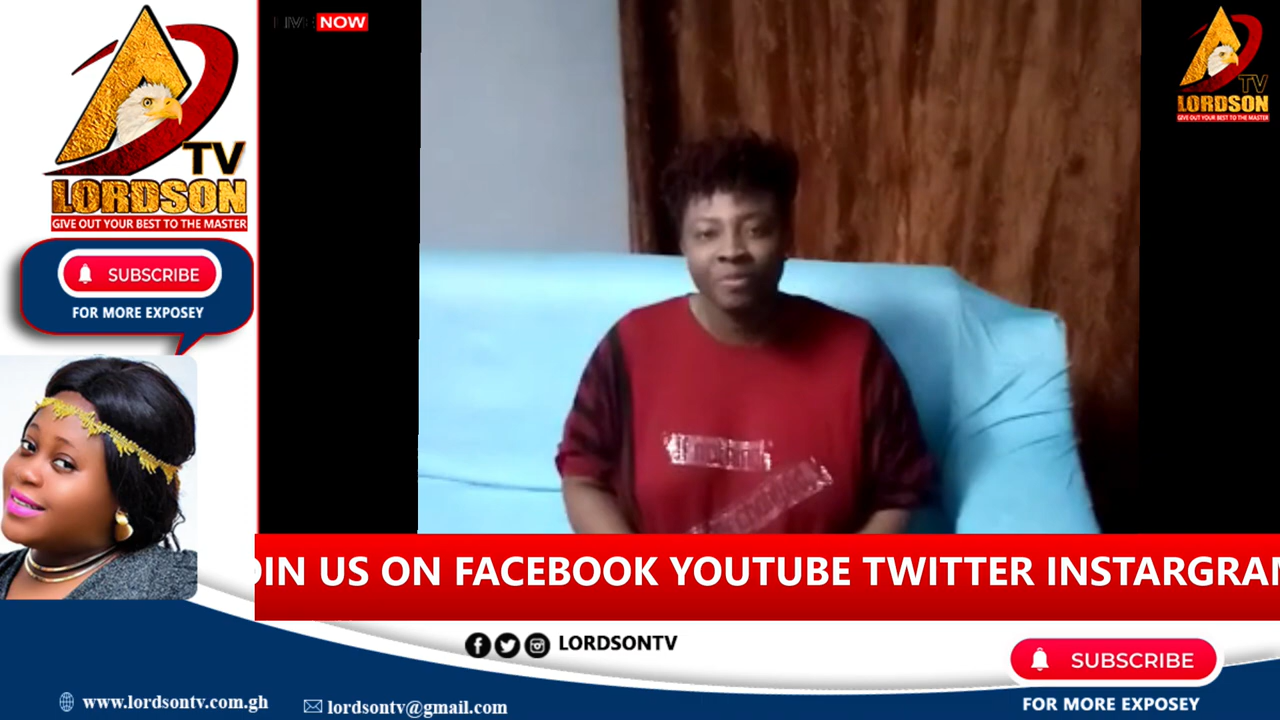 LIVE NOW
TV
LORDSON
GIVE OUT YOUR BEST TO THE MASTER
TV
LORDSON
GIVE OUT YOUR BEST TO THE MASTER
SUBSCRIBE
FOR MORE EXPOSEY
OIN US ON FACEBOOK YOUTUBE TWITTER INSTARGRAM
LORDSONTV
SUBSCRIBE
FOR MORE EXPOSEY
www.lordsontv.com.gh
lordsontv@gmail.com